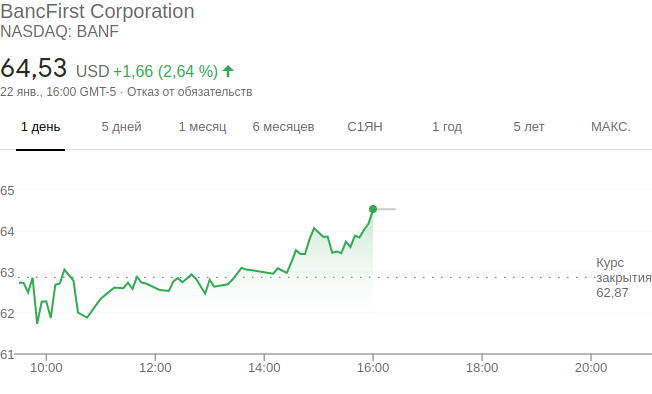 BancFirst Corporation
NASDAQ: BANF
64,53 USD +1,66 (2,64 %)
22 янв., 16:00 GMT-5 · Отказ от обязательств
1 день 5 дней 1 месяц 6 месяцев С1ЯН 1 год 5 лет МАКС.
65
64
63
62
61
Курс
закрытия
62,87
10:00 12:00 14:00 16:00 18:00 20:00